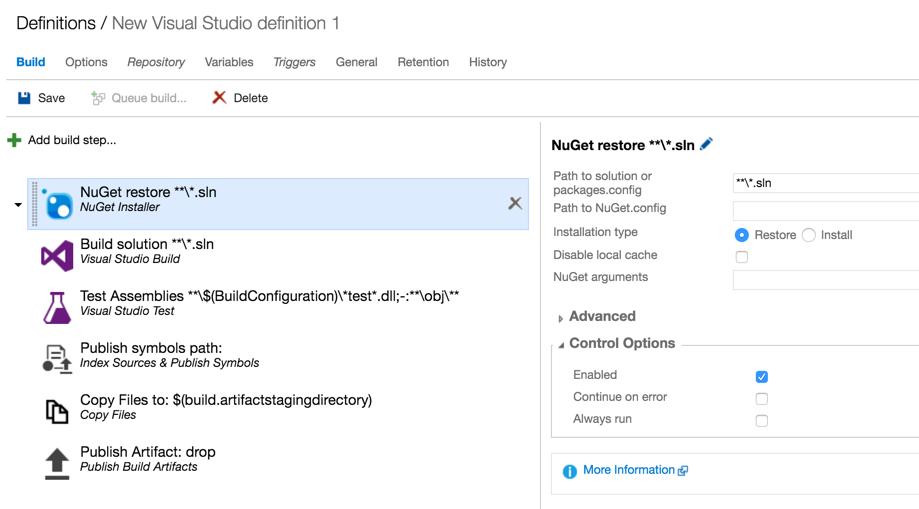 Definitions / New Visual Studio definition 1
Build Options Repository Variables Triggers General Retention History
Save Queue build... Delete
Add build step...
NuGet restore **\*.sln
NuGet Installer
Build solution **\*.sln
Visual Studio Build
Test Assemblies **\$(BuildConfiguration)\*test*.dll;-:**\obj\**
Visual Studio Test
Publish symbols path:
Index Sources & Publish Symbols
Copy Files to: $(build.artifactstagingdirectory)
Copy Files
Publish Artifact: drop
Publish Build Artifacts
NuGet restore **\*.sln
Path to solution or
packages.config
**\*.sln
Path to NuGet.config
Installation type
Restore Install
Disable local cache
NuGet arguments
Advanced
Control Options
Enabled
Continue on error
Always run
More Information